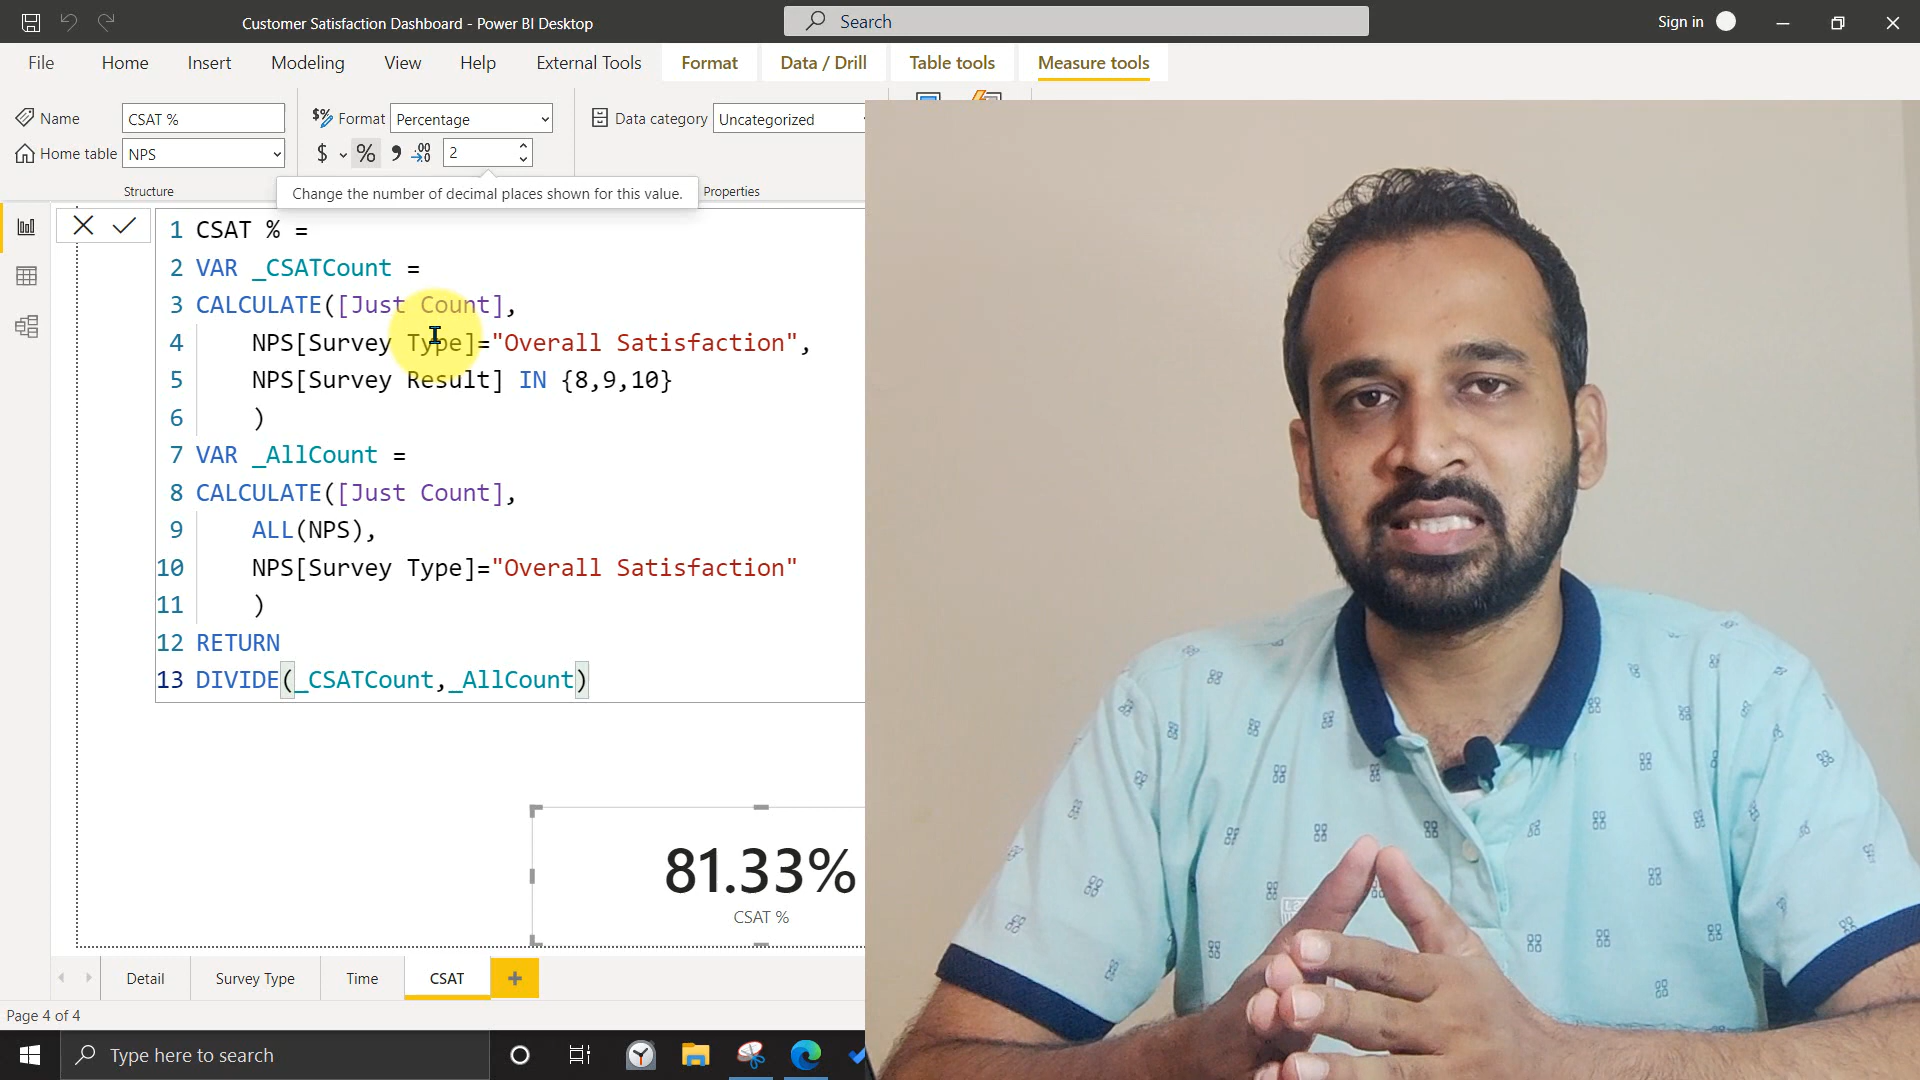 Customer Satisfaction Dashboard - Power BI Desktop
Search
Sign in
File Home Insert Modeling View Help External Tools Format Data / Drill Table tools Measure tools
Name CSAT % $% Format Percentage Data category Uncategorized
Home table NPS $ % , .00 →.0 2
Structure
Change the number of decimal places shown for this value.
Properties
1 CSAT % =
2 VAR _CSATCount =
3 CALCULATE([Just Count],
4 NPS[Survey Type]="Overall Satisfaction",
5 NPS[Survey Result] IN {8,9,10}
6 )
7 VAR _AllCount =
8 CALCULATE([Just Count],
9 ALL(NPS),
10 NPS[Survey Type]="Overall Satisfaction"
11 )
12 RETURN
13 DIVIDE(_CSATCount,_AllCount)
81.33%
CSAT %
Detail Survey Type Time CSAT +
Page 4 of 4
Type here to search